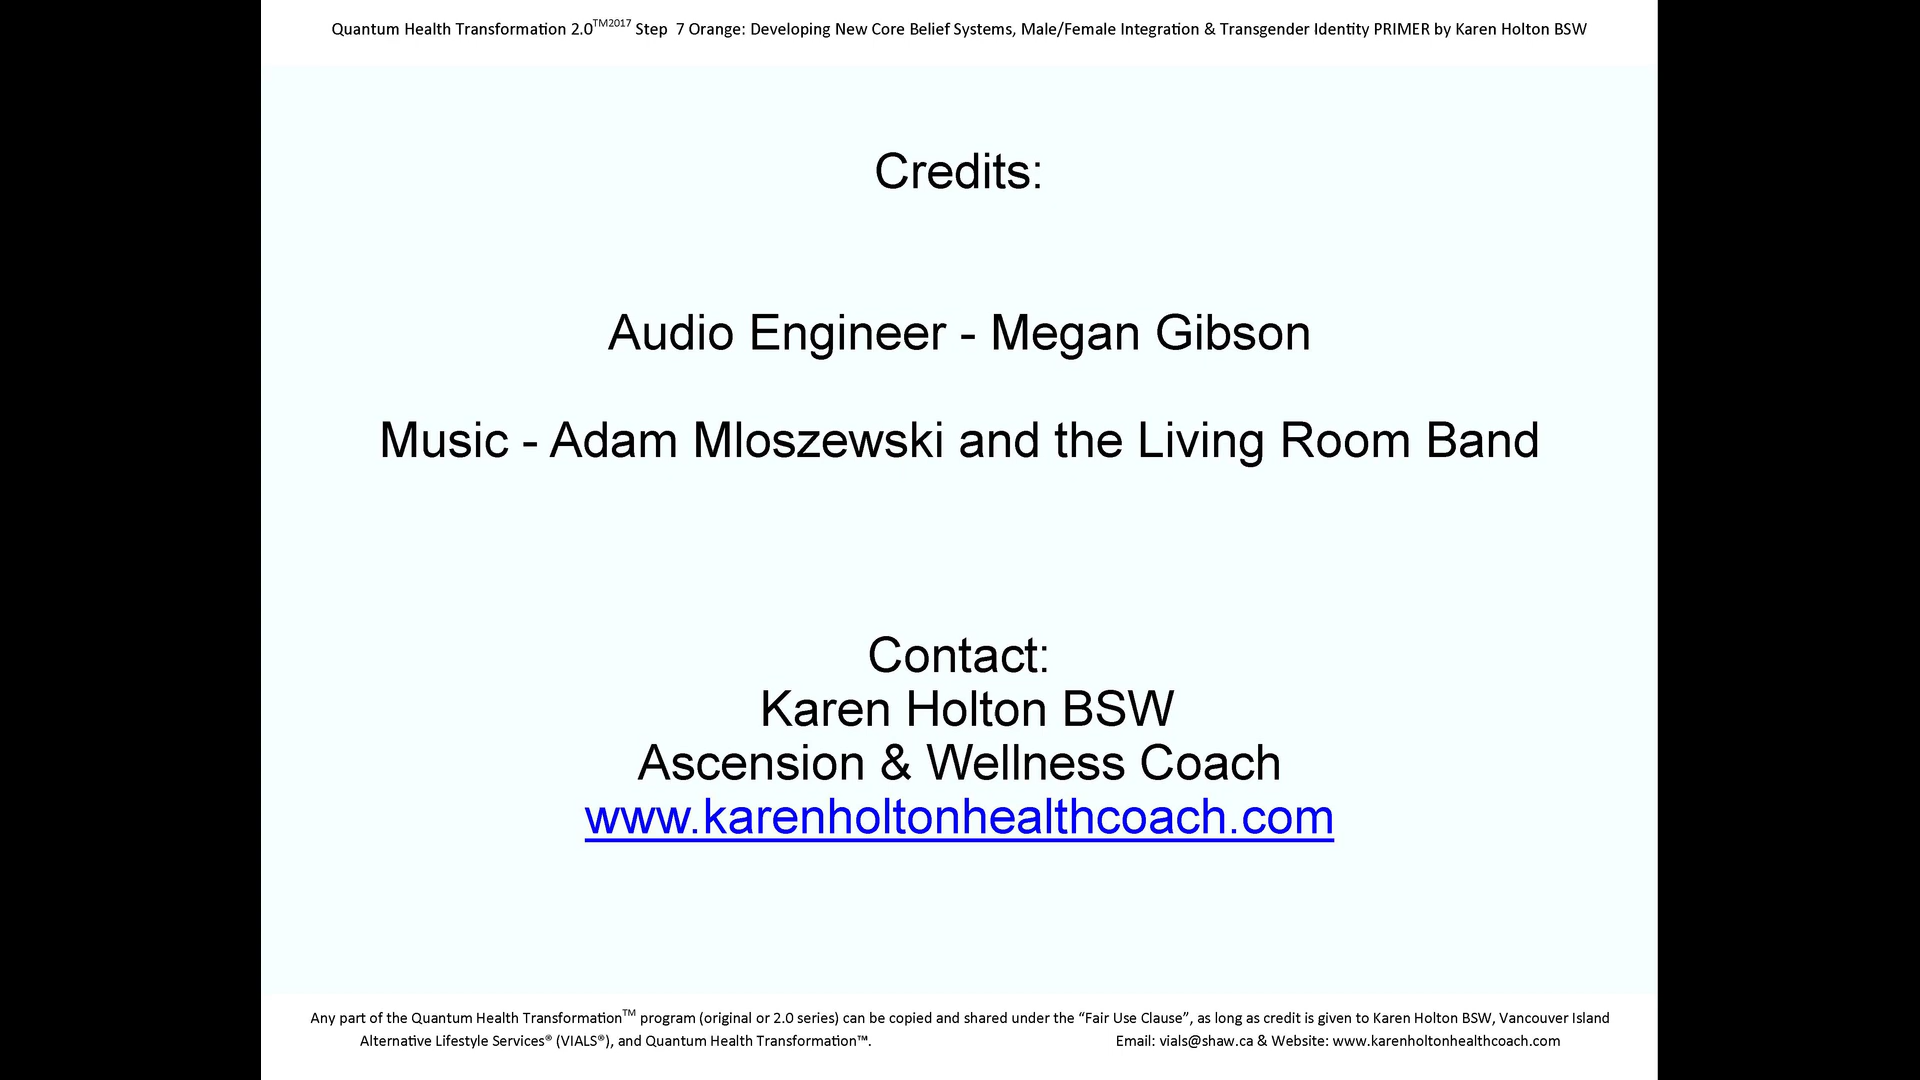 Quantum Health Transformation 2.0TM2017 Step 7 Orange: Developing New Core Belief Systems, Male/Female Integration & Transgender Identity PRIMER by Karen Holton BSW
Credits:
Audio Engineer - Megan Gibson
Music - Adam Mloszewski and the Living Room Band
Contact:
Karen Holton BSW
Ascension & Wellness Coach
www.karenholtonhealthcoach.com
Any part of the Quantum Health TransformationTM program (original or 2.0 series) can be copied and shared under the “Fair Use Clause”, as long as credit is given to Karen Holton BSW, Vancouver Island
Alternative Lifestyle Services® (VIALS®), and Quantum Health Transformation™. Email: vials@shaw.ca & Website: www.karenholtonhealthcoach.com